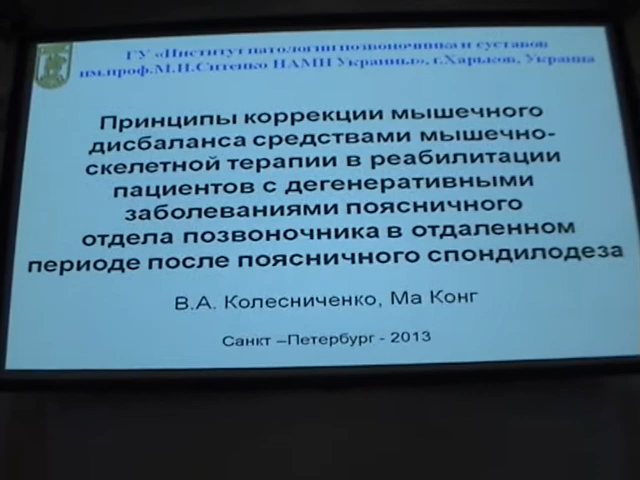 ГУ «Институт патологии позвоночника и суставов
им.проф.М.И.Ситенко НАМН Украины», г.Харьков, Украина
Принципы коррекции мышечного
дисбаланса средствами мышечно-
скелетной терапии в реабилитации
пациентов с дегенеративными
заболеваниями поясничного
отдела позвоночника в отдаленном
периоде после поясничного спондилодеза
В.А. Колесниченко, Ма Конг
Санкт –Петербург - 2013